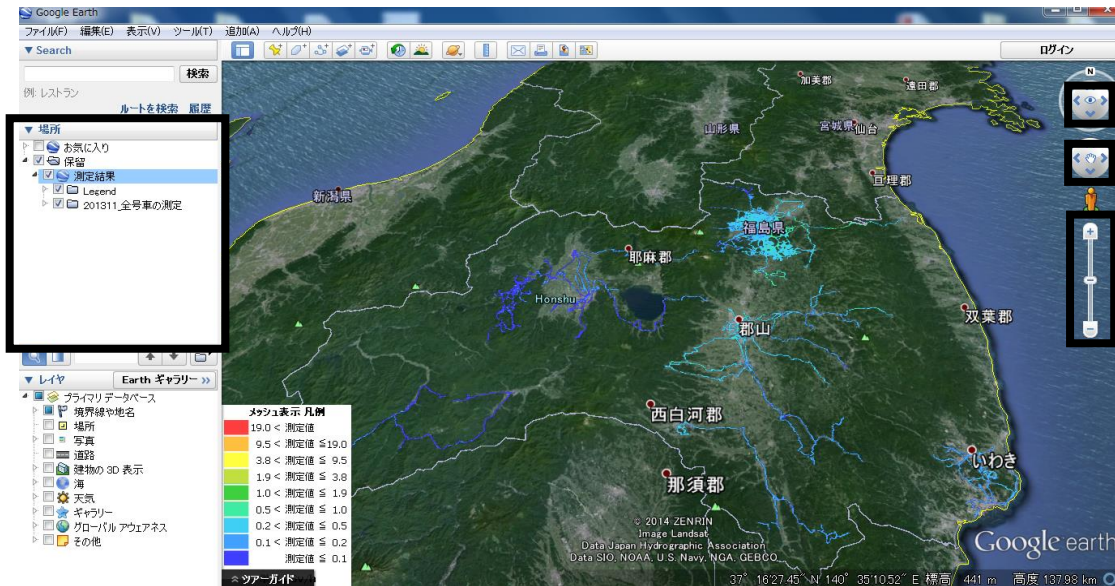 Google Earth
ファイル(F) 編集(E) 表示(V) ツール(T) 追加(A) ヘルプ(H)
▼ Search
検索
例: レストラン
ルートを検索 履歴
▼ 場所
お気に入り
保留
測定結果
Legend
201311_全号車の測定
▼ レイヤ
Earth ギャラリー »
プライマリ データベース
境界線や地名
場所
写真
道路
建物の 3D 表示
海
天気
ギャラリー
グローバル アウェアネス
その他
ログイン
N
加美郡
遠田郡
山形県
宮城県
仙台
亘理郡
新潟県
福島県
耶麻郡
Honshu
郡山
双葉郡
西白河郡
いわき
那須郡
メッシュ表示 凡例
19.0 < 測定値
9.5 < 測定値 ≦19.0
3.8 < 測定値 ≦ 9.5
1.9 < 測定値 ≦ 3.8
1.0 < 測定値 ≦ 1.9
0.5 < 測定値 ≦ 1.0
0.2 < 測定値 ≦ 0.5
0.1 < 測定値 ≦ 0.2
測定値 ≦ 0.1
ツアーガイド
© 2014 ZENRIN
Image Landsat
Data Japan Hydrographic Association
Data SIO, NOAA, U.S. Navy, NGA, GEBCO
Google earth
37° 16'27.45" N 140° 35'10.52" E 標高 441 m 高度 137.98 km